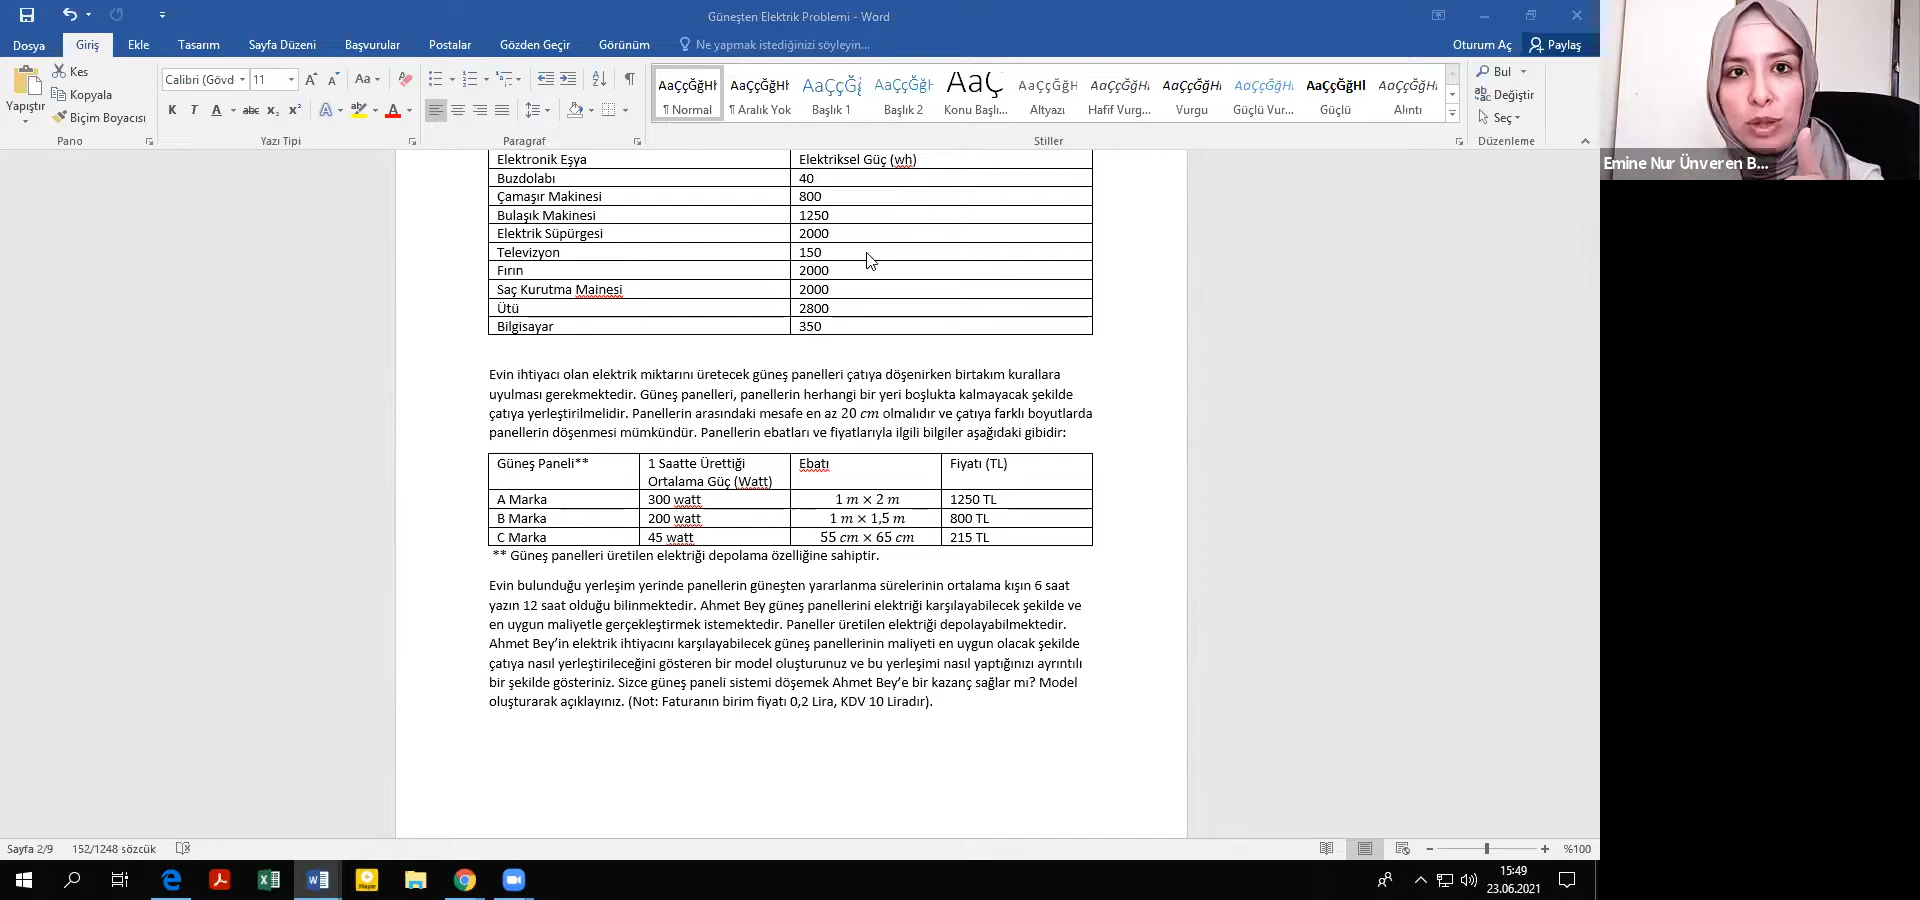 Güneşten Elektrik Problemi - Word
Dosya Giriş Ekle Tasarım Sayfa Düzeni Başvurular Postalar Gözden Geçir Görünüm Ne yapmak istediğinizi söyleyin... Oturum Aç Paylaş
Yapıştır
Kes
Kopyala
Biçim Boyacısı
Pano
Calibri (Gövd 11
K T A abc x₂ x²
Yazı Tipi
Paragraf
AaÇçĞğHł AaÇçĞğHł AaÇçĞğ AaÇçĞğ AaÇ AaÇçĞğH AaÇçĞğHı AaÇçĞğHı AaÇçĞğHı AaÇçĞğHl AaÇçĞğHı
¶ Normal ¶ Aralık Yok Başlık 1 Başlık 2 Konu Başlı... Altyazı Hafif Vurg... Vurgu Güçlü Vur... Güçlü Alıntı
Stiller
Bul
Değiştir
Seç
Düzenleme
Emine Nur Ünveren B...
Elektronik Eşya Elektriksel Güç (wh)
Buzdolabı 40
Çamaşır Makinesi 800
Bulaşık Makinesi 1250
Elektrik Süpürgesi 2000
Televizyon 150
Fırın 2000
Saç Kurutma Mainesi 2000
Ütü 2800
Bilgisayar 350
Evin ihtiyacı olan elektrik miktarını üretecek güneş panelleri çatıya döşenirken birtakım kurallara
uyulması gerekmektedir. Güneş panelleri, panellerin herhangi bir yeri boşlukta kalmayacak şekilde
çatıya yerleştirilmelidir. Panellerin arasındaki mesafe en az 20 cm olmalıdır ve çatıya farklı boyutlarda
panellerin döşenmesi mümkündür. Panellerin ebatları ve fiyatlarıyla ilgili bilgiler aşağıdaki gibidir:
Güneş Paneli** 1 Saatte Ürettiği Ebatı Fiyatı (TL)
Ortalama Güç (Watt)
A Marka 300 watt 1 m × 2 m 1250 TL
B Marka 200 watt 1 m × 1,5 m 800 TL
C Marka 45 watt 55 cm × 65 cm 215 TL
** Güneş panelleri üretilen elektriği depolama özelliğine sahiptir.
Evin bulunduğu yerleşim yerinde panellerin güneşten yararlanma sürelerinin ortalama kışın 6 saat
yazın 12 saat olduğu bilinmektedir. Ahmet Bey güneş panellerini elektriği karşılayabilecek şekilde ve
en uygun maliyetle gerçekleştirmek istemektedir. Paneller üretilen elektriği depolayabilmektedir.
Ahmet Bey'in elektrik ihtiyacını karşılayabilecek güneş panellerinin maliyeti en uygun olacak şekilde
çatıya nasıl yerleştirileceğini gösteren bir model oluşturunuz ve bu yerleşimi nasıl yaptığınızı ayrıntılı
bir şekilde gösteriniz. Sizce güneş paneli sistemi döşemek Ahmet Bey'e bir kazanç sağlar mı? Model
oluşturarak açıklayınız. (Not: Faturanın birim fiyatı 0,2 Lira, KDV 10 Liradır).
Sayfa 2/9 152/1248 sözcük %100
15:49
23.06.2021